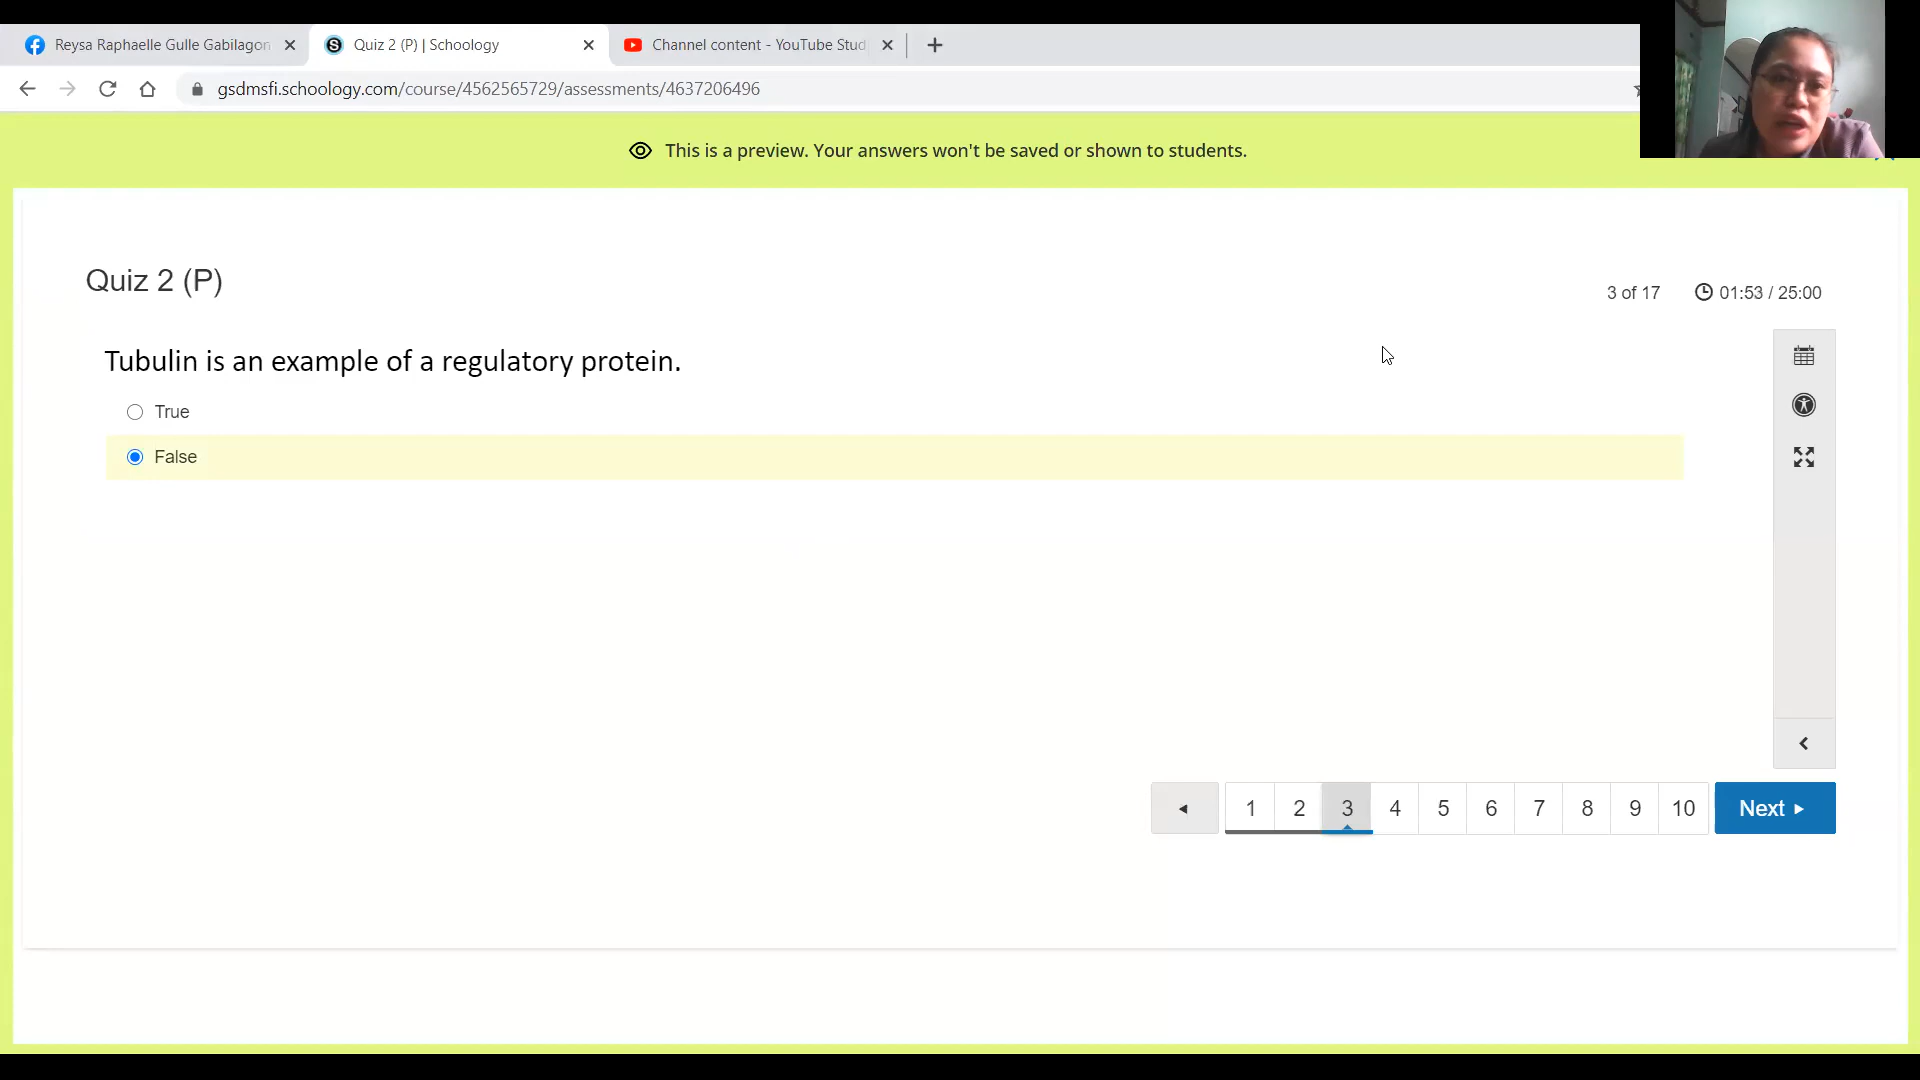 Reysa Raphaelle Gulle Gabilagon
Quiz 2 (P) | Schoology
Channel content - YouTube Stud
gsdmsfi.schoology.com/course/4562565729/assessments/4637206496
This is a preview. Your answers won't be saved or shown to students.
Quiz 2 (P)
3 of 17
01:53 / 25:00
Tubulin is an example of a regulatory protein.
True
False
1 2 3 4 5 6 7 8 9 10 Next